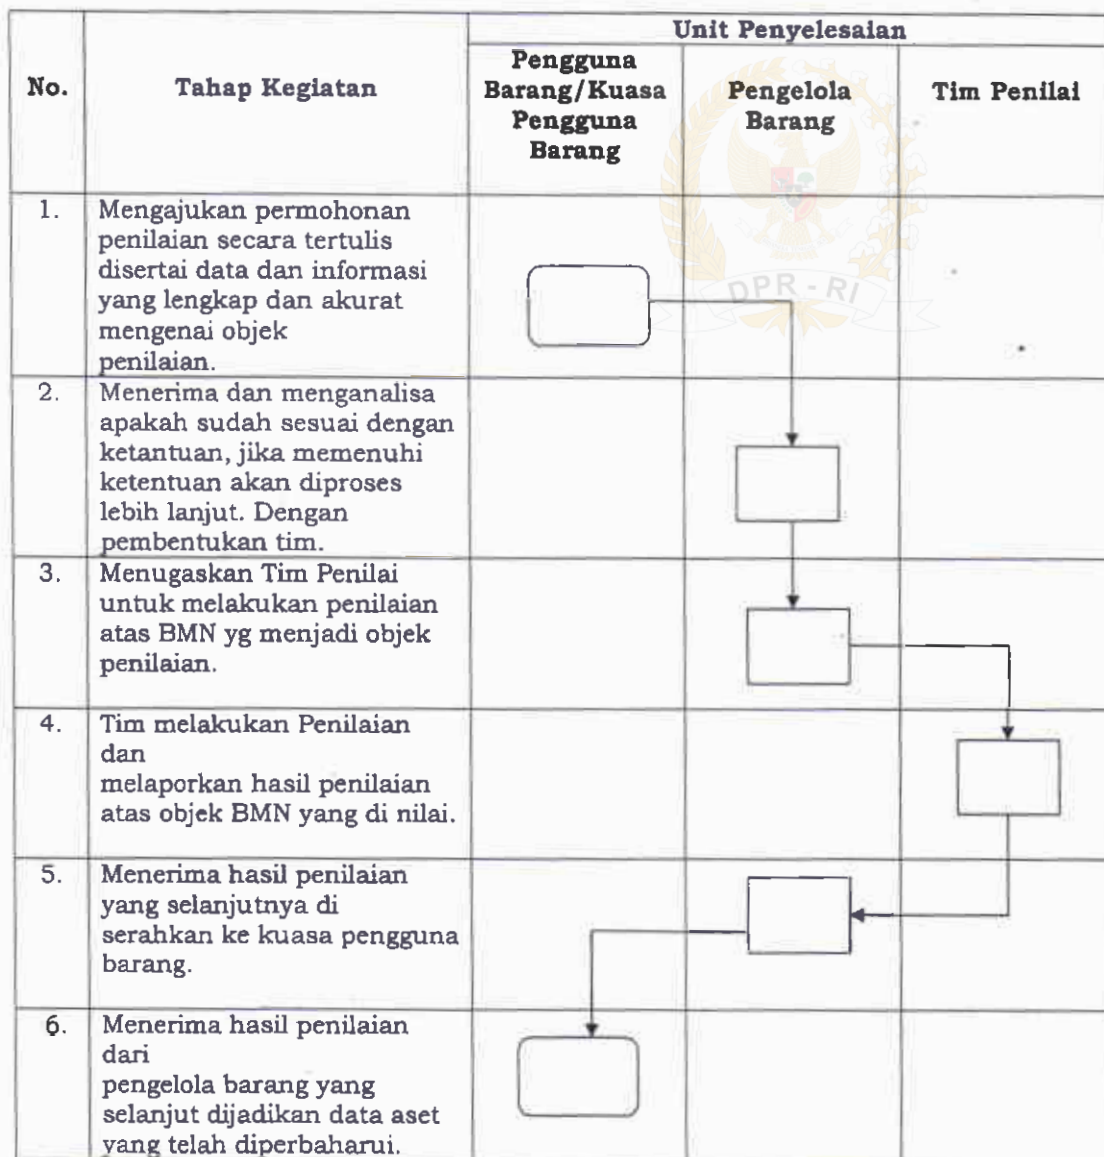 Unit Penyelesaian
No.
Tahap Kegiatan
Pengguna
Barang/Kuasa
Pengguna
Barang
Pengelola
Barang
Tim Penilai
DPR - RI
1.
Mengajukan permohonan
penilaian secara tertulis
disertai data dan informasi
yang lengkap dan akurat
mengenai objek
penilaian.
2.
Menerima dan menganalisa
apakah sudah sesuai dengan
ketantuan, jika memenuhi
ketentuan akan diproses
lebih lanjut. Dengan
pembentukan tim.
3.
Menugaskan Tim Penilai
untuk melakukan penilaian
atas BMN yg menjadi objek
penilaian.
4.
Tim melakukan Penilaian
dan
melaporkan hasil penilaian
atas objek BMN yang di nilai.
5.
Menerima hasil penilaian
yang selanjutnya di
serahkan ke kuasa pengguna
barang.
6.
Menerima hasil penilaian
dari
pengelola barang yang
selanjut dijadikan data aset
yang telah diperbaharui.